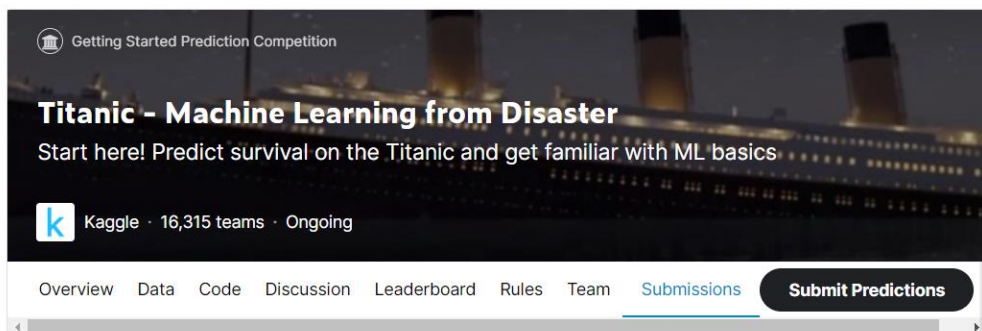 Getting Started Prediction Competition
Titanic - Machine Learning from Disaster
Start here! Predict survival on the Titanic and get familiar with ML basics
k Kaggle · 16,315 teams · Ongoing
Overview Data Code Discussion Leaderboard Rules Team Submissions Submit Predictions